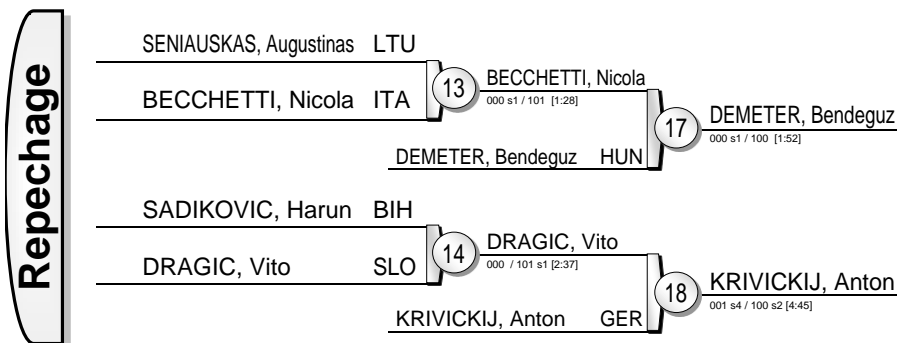 Repechage
SENIAUSKAS, Augustinas LTU
BECCHETTI, Nicola ITA
13
BECCHETTI, Nicola
000 s1 / 101 [1:28]
DEMETER, Bendeguz HUN
17
DEMETER, Bendeguz
000 s1 / 100 [1:52]
SADIKOVIC, Harun BIH
DRAGIC, Vito SLO
14
DRAGIC, Vito
000 / 101 s1 [2:37]
KRIVICKIJ, Anton GER
18
KRIVICKIJ, Anton
001 s4 / 100 s2 [4:45]